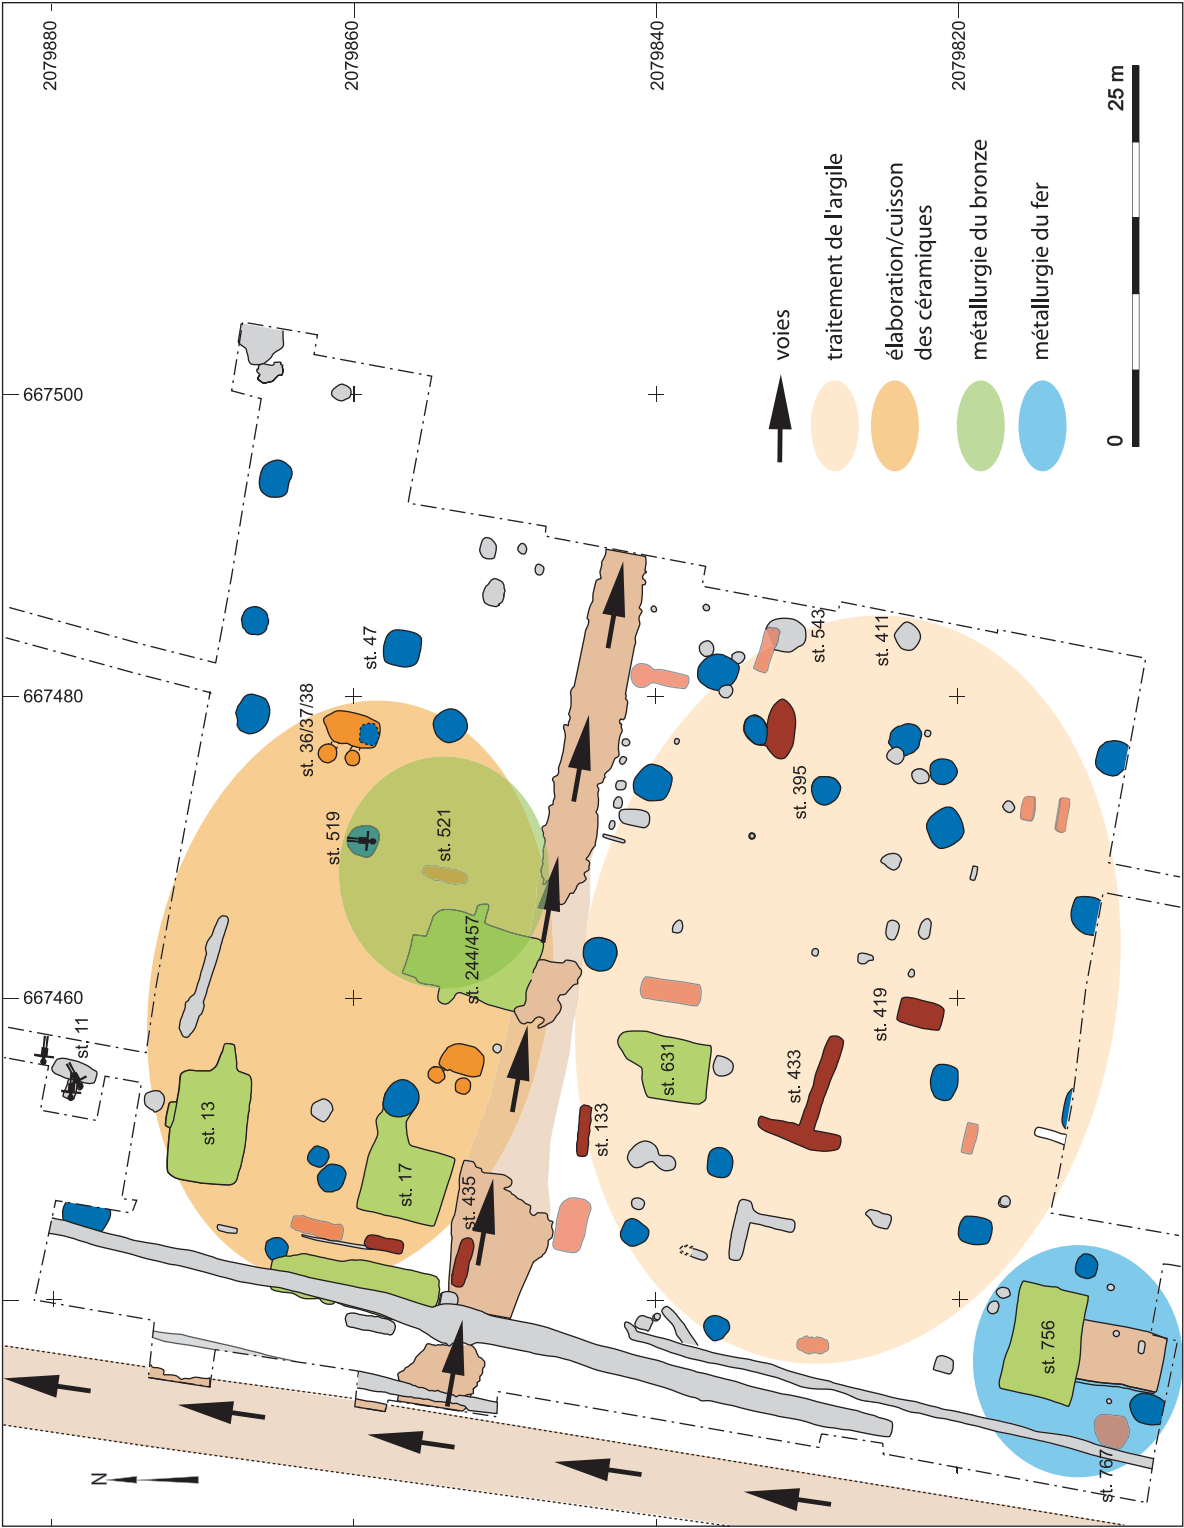 2079880
2079860
2079840
2079820
25 m
0
voies
traitement de l'argile
élaboration/cuisson
des céramiques
métallurgie du bronze
métallurgie du fer
667500
667480
667460
st. 47
st. 36/37/38
st. 519
st. 521
st. 244/457
st. 11
st. 13
st. 17
st. 435
st. 133
st. 631
st. 433
st. 419
st. 395
st. 543
st. 411
st. 756
st. 767
N